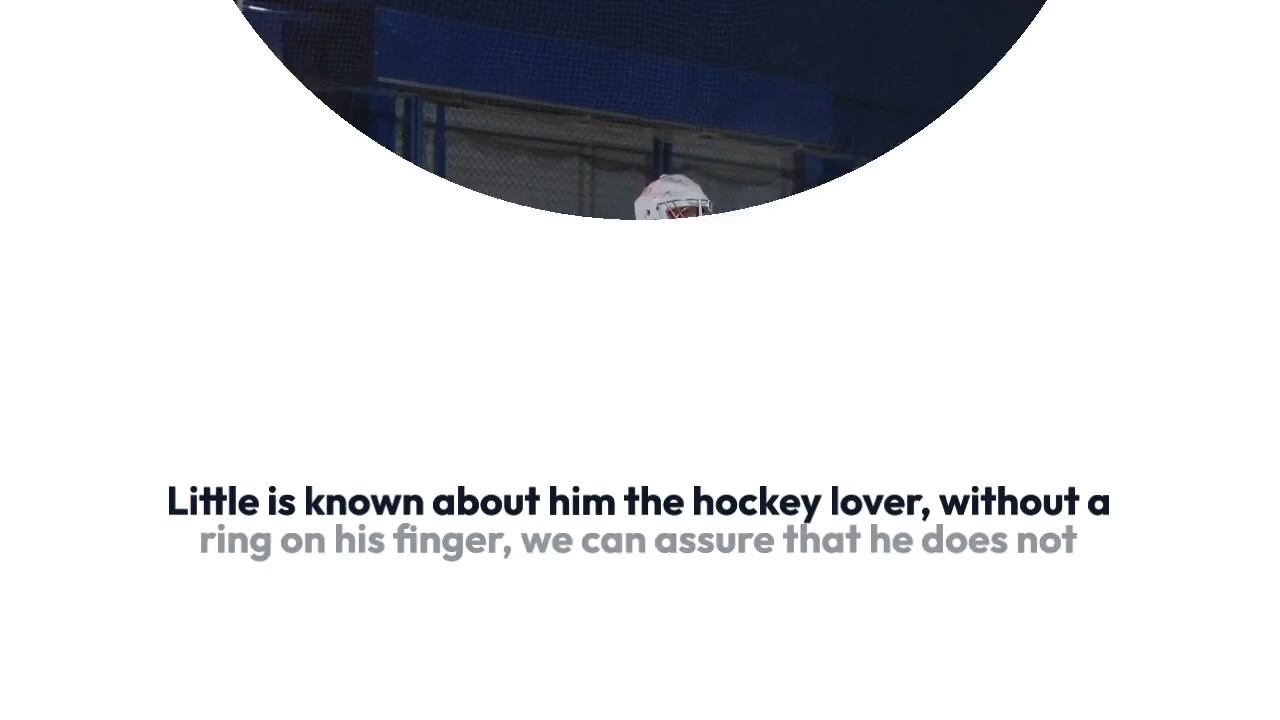 Little is known about him the hockey lover, without a
ring on his finger, we can assure that he does not